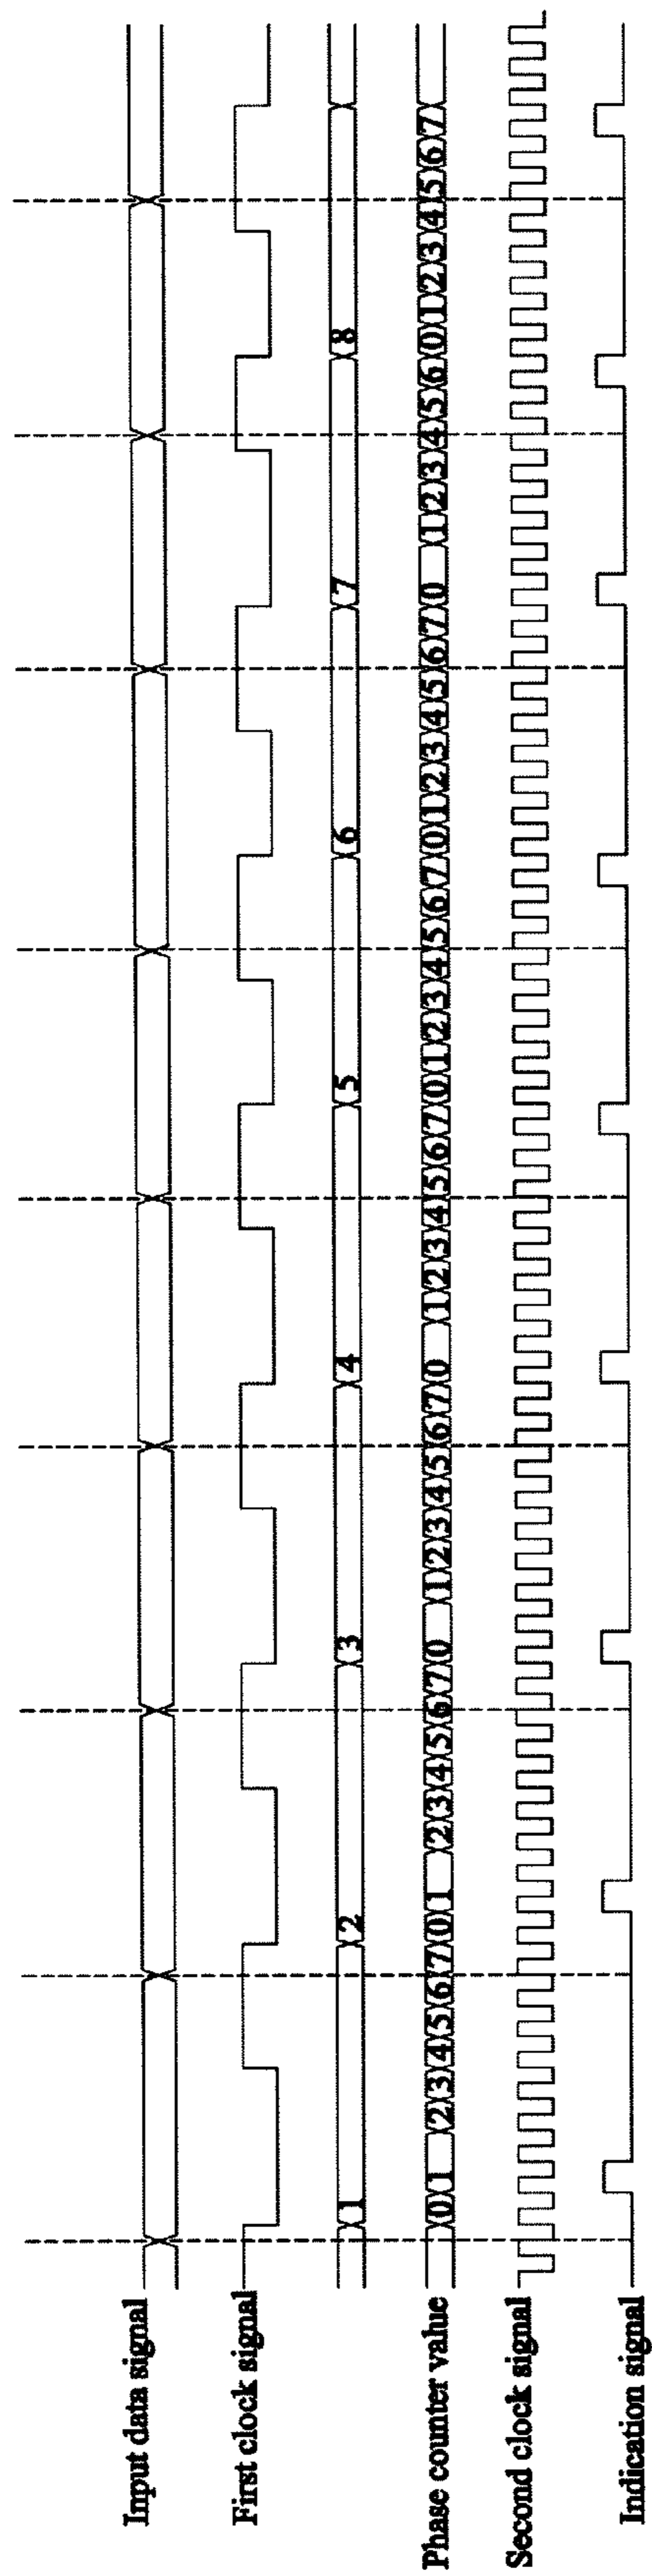 Input data signal
First clock signal
1 2 3 4 5 6 7 8
Phase counter value 0 1 2 3 4 5 6 7 0 1 2 3 4 5 6 7 0 1 2 3 4 5 6 7 0 1 2 3 4 5 6 7 0 1 2 3 4 5 6 7 0 1 2 3 4 5 6 7 0 1 2 3 4 5 6 0 1 2 3 4 5 6 7
Second clock signal
Indication signal